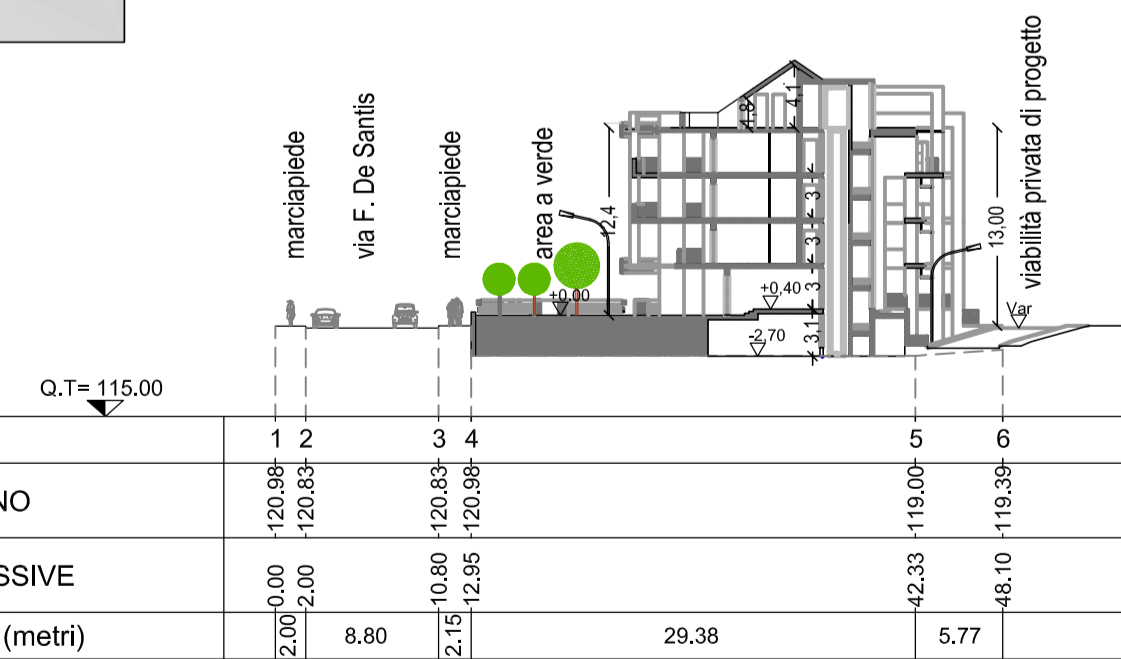 marciapiede
via F. De Santis
marciapiede
area a verde
viabilità privata di progetto
4,1
1,8
12,4
3
3
3
13,00
+0.00
+0,40
Var
-2,70
3,1
Q.T= 115.00
1 2 3 4 5 6
NO 120.98 120.83 120.83 120.98 119.00 119.39
SSIVE 0.00 2.00 10.80 12.95 42.33 48.10
(metri) 2.00 8.80 2.15 29.38 5.77